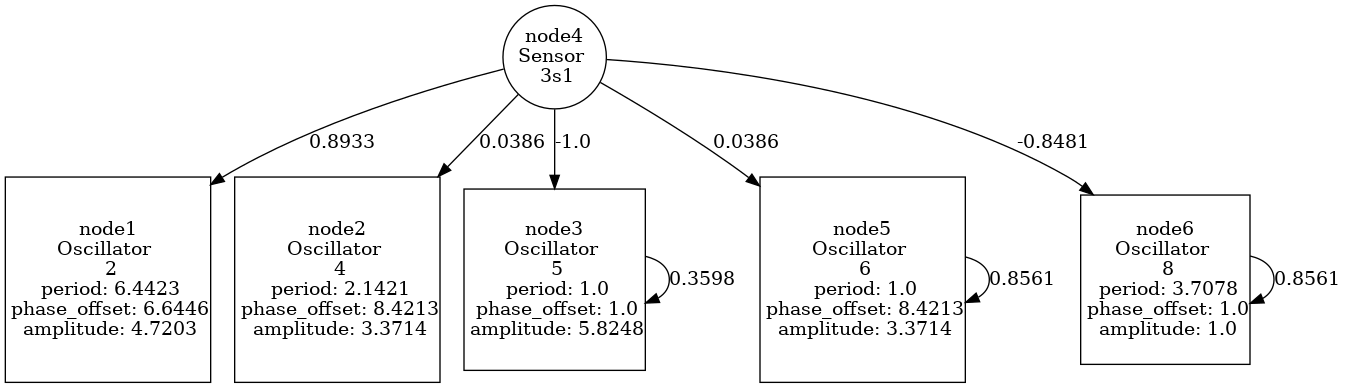 node4
Sensor
3s1
0.8933
0.0386
-1.0
0.0386
-0.8481
node1
Oscillator
2
period: 6.4423
phase_offset: 6.6446
amplitude: 4.7203
node2
Oscillator
4
period: 2.1421
phase_offset: 8.4213
amplitude: 3.3714
node3
Oscillator
5
period: 1.0
phase_offset: 1.0
amplitude: 5.8248
0.3598
node5
Oscillator
6
period: 1.0
phase_offset: 8.4213
amplitude: 3.3714
0.8561
node6
Oscillator
8
period: 3.7078
phase_offset: 1.0
amplitude: 1.0
0.8561